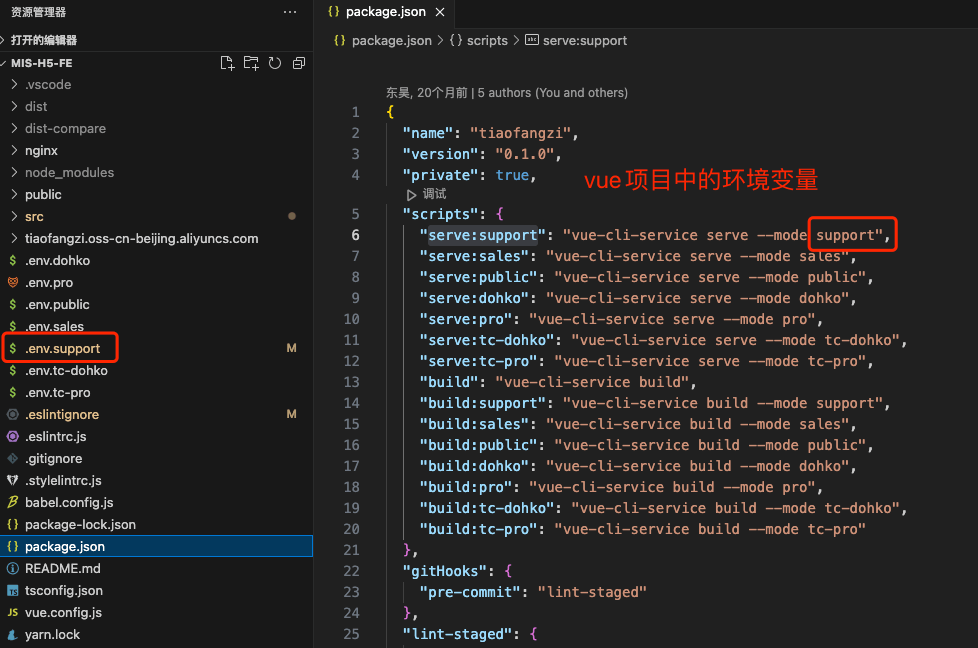 资源管理器
打开的编辑器
MIS-H5-FE
.vscode
dist
dist-compare
nginx
node_modules
public
src
tiaofangzi.oss-cn-beijing.aliyuncs.com
.env.dohko
.env.pro
.env.public
.env.sales
.env.support M
.env.tc-dohko
.env.tc-pro
.eslintignore M
.eslintrc.js
.gitignore
.stylelintrc.js
babel.config.js
package-lock.json
package.json
README.md
tsconfig.json
vue.config.js
yarn.lock
package.json
package.json > {} scripts > serve:support
东昊, 20个月前 | 5 authors (You and others)
1 {
2 "name": "tiaofangzi",
3 "version": "0.1.0",
4 "private": true,
vue项目中的环境变量
调试
5 "scripts": {
6 "serve:support": "vue-cli-service serve --mode support",
7 "serve:sales": "vue-cli-service serve --mode sales",
8 "serve:public": "vue-cli-service serve --mode public",
9 "serve:dohko": "vue-cli-service serve --mode dohko",
10 "serve:pro": "vue-cli-service serve --mode pro",
11 "serve:tc-dohko": "vue-cli-service serve --mode tc-dohko",
12 "serve:tc-pro": "vue-cli-service serve --mode tc-pro",
13 "build": "vue-cli-service build",
14 "build:support": "vue-cli-service build --mode support",
15 "build:sales": "vue-cli-service build --mode sales",
16 "build:public": "vue-cli-service build --mode public",
17 "build:dohko": "vue-cli-service build --mode dohko",
18 "build:pro": "vue-cli-service build --mode pro",
19 "build:tc-dohko": "vue-cli-service build --mode tc-dohko",
20 "build:tc-pro": "vue-cli-service build --mode tc-pro"
21 },
22 "gitHooks": {
23 "pre-commit": "lint-staged"
24 },
25 "lint-staged": {